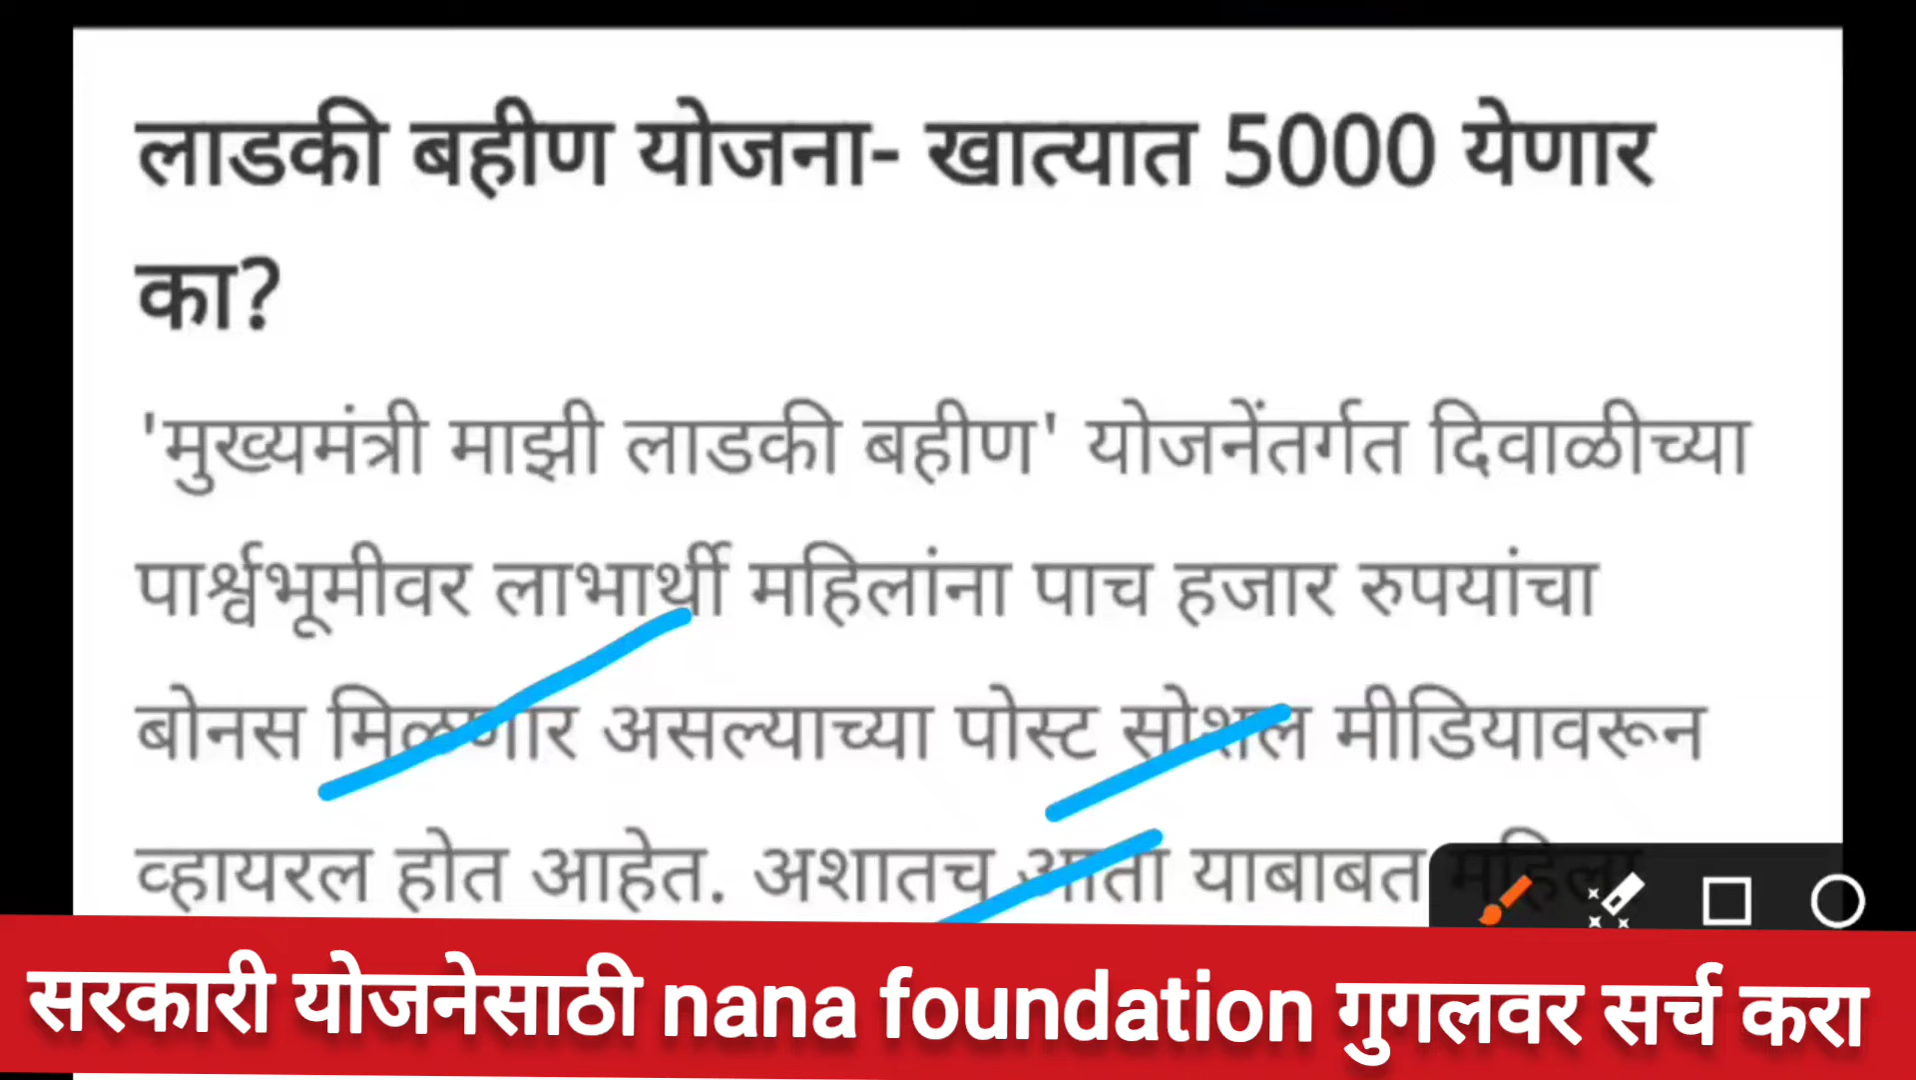 लाडकी बहीण योजना- खात्यात 5000 येणार
का?
'मुख्यमंत्री माझी लाडकी बहीण' योजनेंतर्गत दिवाळीच्या
पार्श्वभूमीवर लाभार्थी महिलांना पाच हजार रुपयांचा
बोनस मिळणार असल्याच्या पोस्ट सोशल मीडियावरून
व्हायरल होत आहेत. अशातच आता याबाबत महिला
सरकारी योजनेसाठी nana foundation गुगलवर सर्च करा